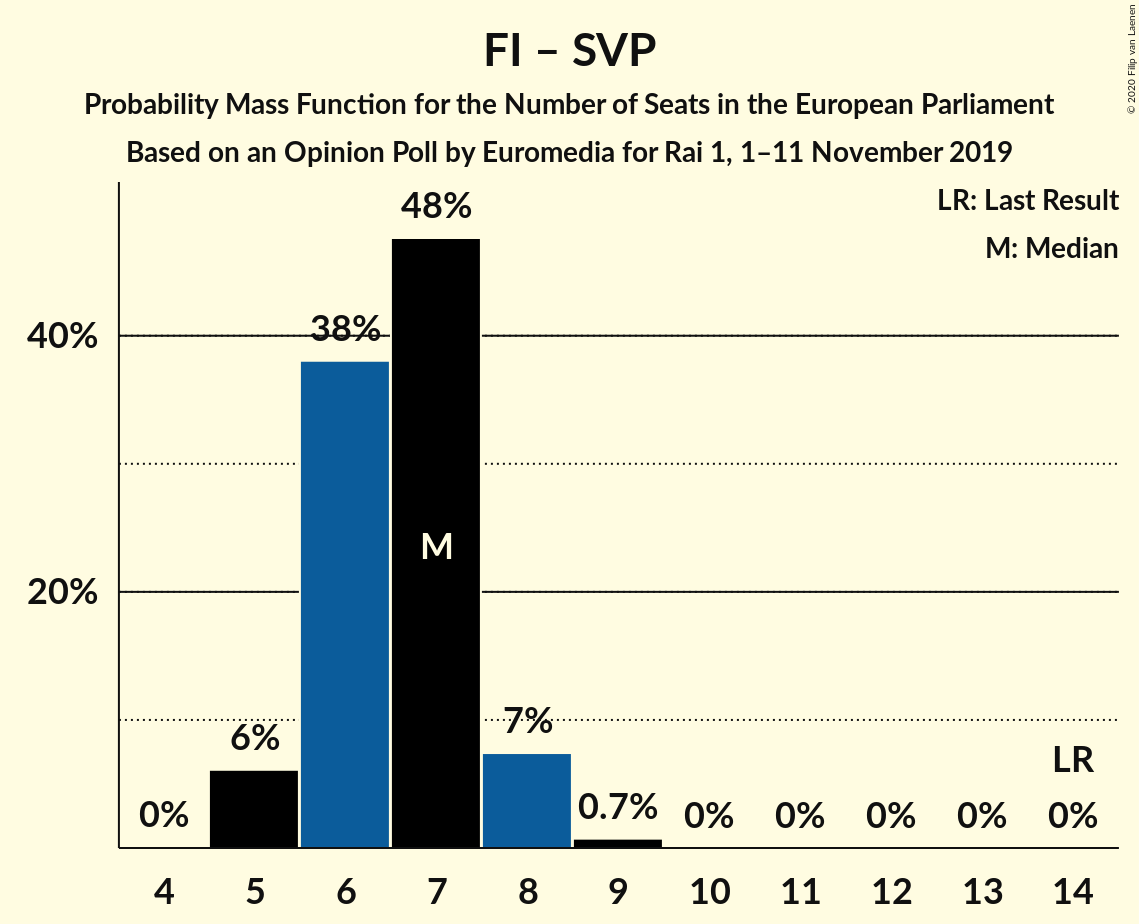 FI – SVP
Probability Mass Function for the Number of Seats in the European Parliament
Based on an Opinion Poll by Euromedia for Rai 1, 1–11 November 2019
© 2020 Filip van Laenen
LR: Last Result
M: Median
48%
38%
40%
M
20%
7%
6%
LR
0%
0.7%
0%
0%
0%
0%
0%
4 5 6 7 8 9 10 11 12 13 14